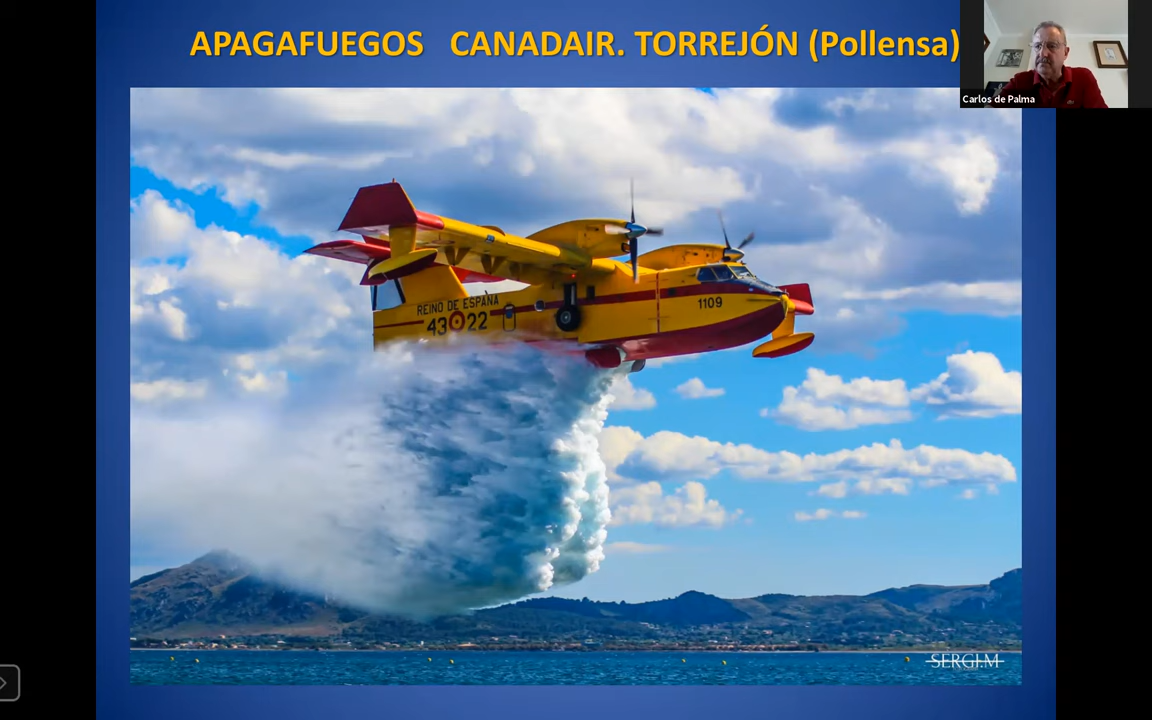 APAGAFUEGOS CANADAIR. TORREJÓN (Pollensa)
Carlos de Palma
REINO DE ESPAÑA
43 22
1109
SERGI.M